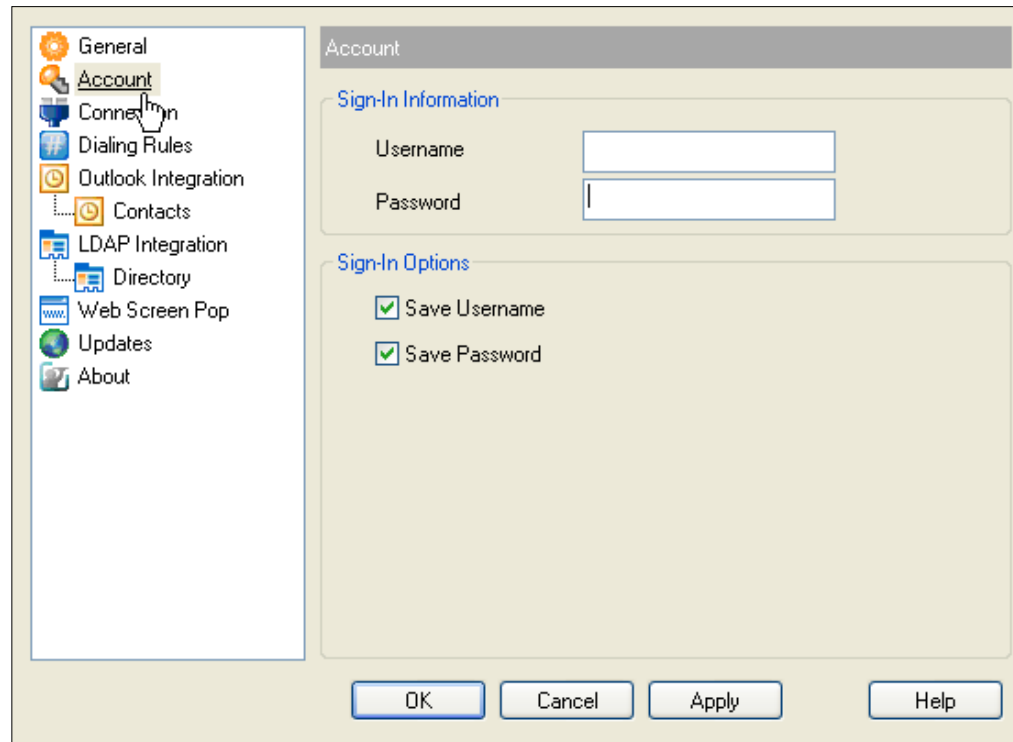 General
Account
Connection
Dialing Rules
Outlook Integration
Contacts
LDAP Integration
Directory
Web Screen Pop
Updates
About
Account
Sign-In Information
Username
Password
Sign-In Options
Save Username
Save Password
OK Cancel Apply Help